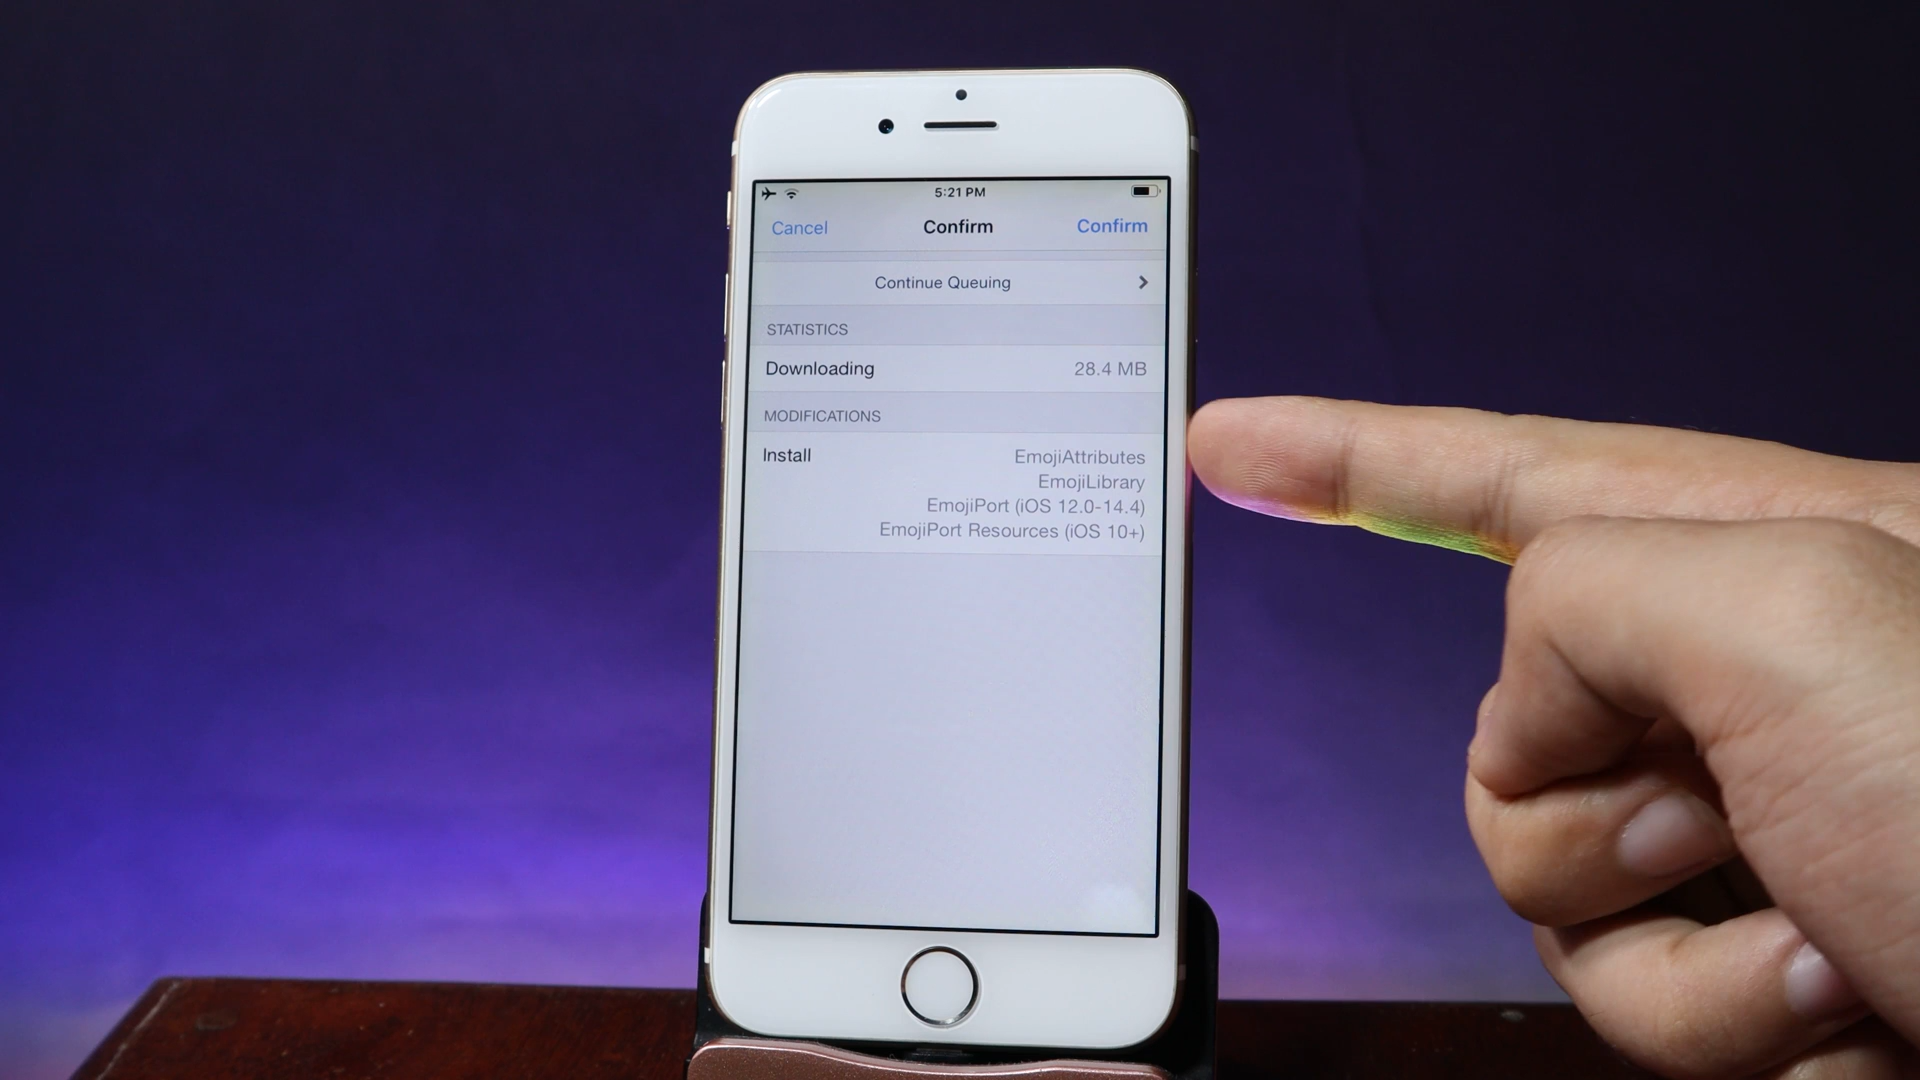 5:21 PM
Cancel Confirm Confirm
Continue Queuing
STATISTICS
Downloading 28.4 MB
MODIFICATIONS
Install EmojiAttributes
EmojiLibrary
EmojiPort (iOS 12.0-14.4)
EmojiPort Resources (iOS 10+)